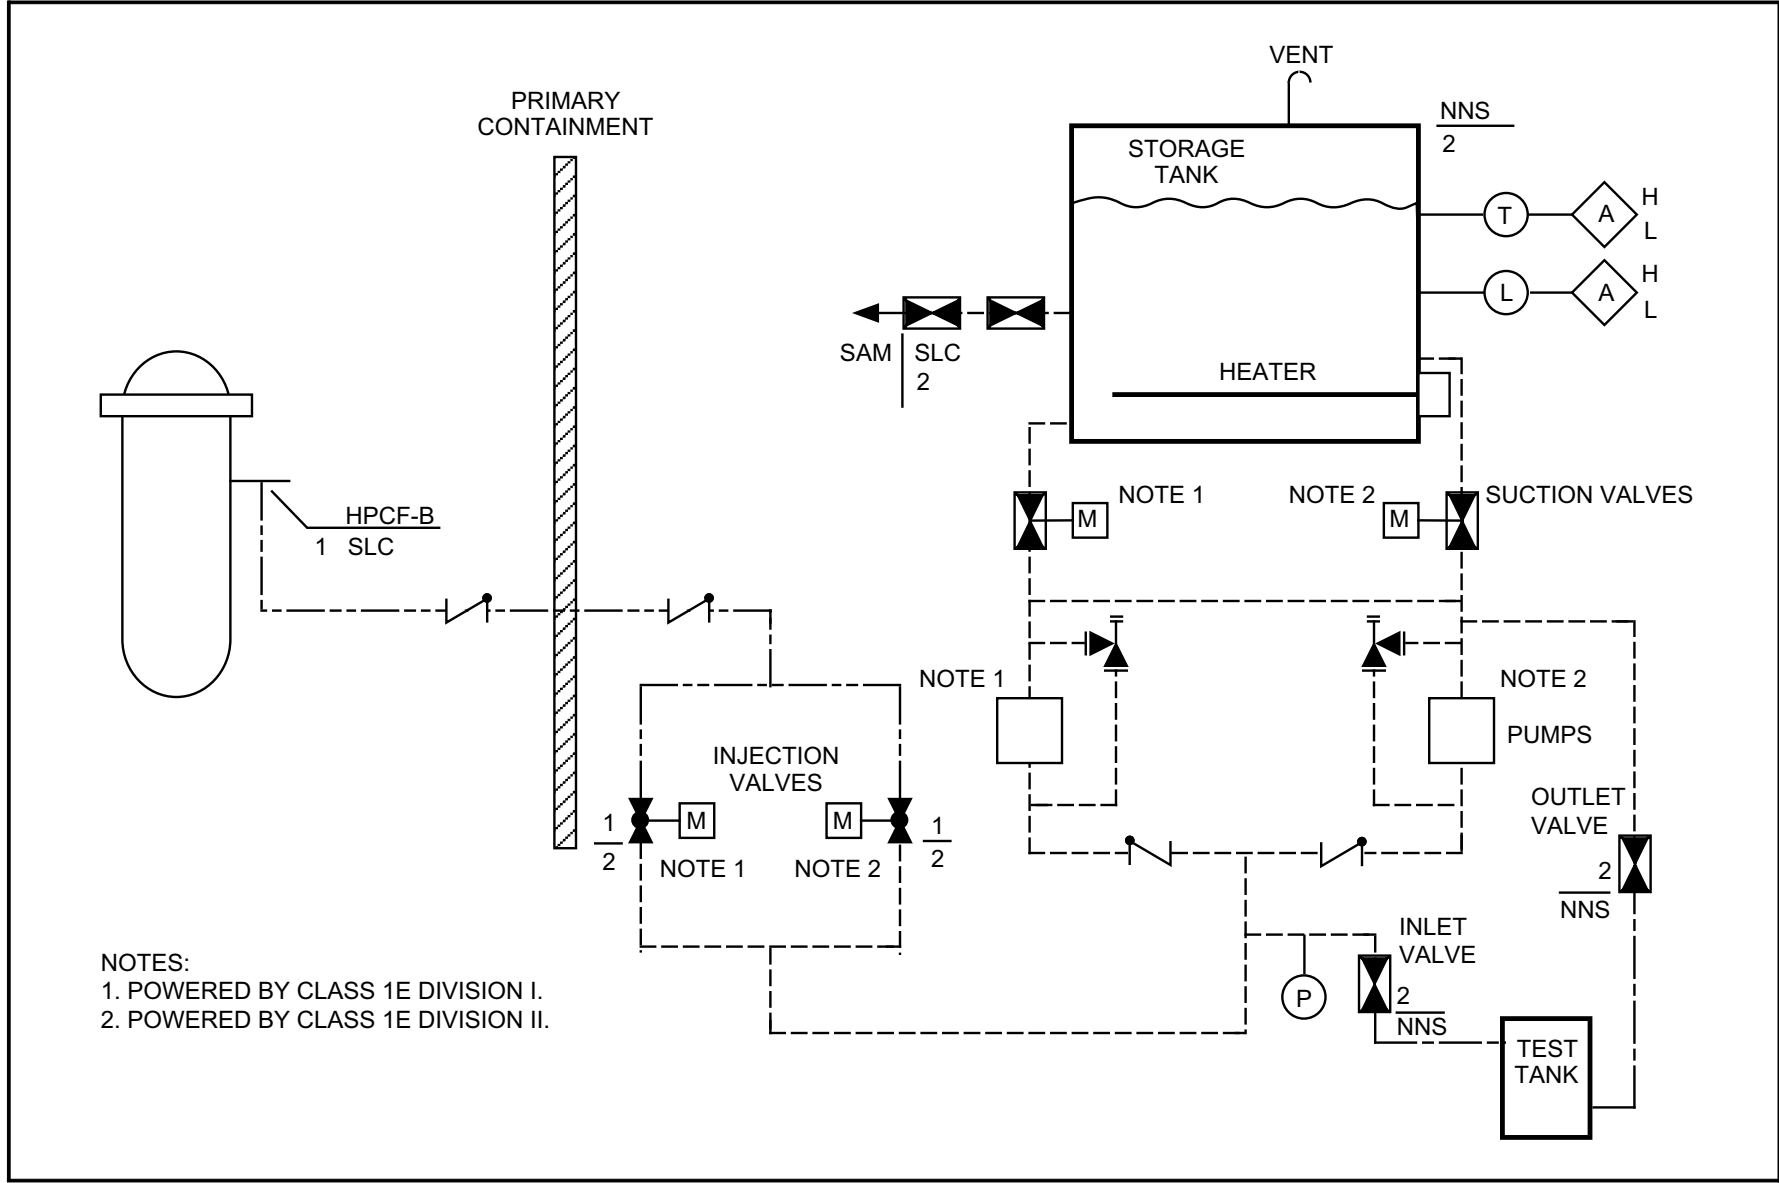 VENT
PRIMARY
CONTAINMENT
NNS
2
STORAGE
TANK
T
A
H
L
L
A
H
L
SAM
SLC
2
HEATER
NOTE 1
NOTE 2
SUCTION VALVES
M
M
HPCF-B
1 SLC
NOTE 1
NOTE 2
PUMPS
INJECTION
VALVES
OUTLET
VALVE
1
2
M
M
1
2
NOTE 1
NOTE 2
2
NNS
INLET
VALVE
P
2
NNS
NOTES:
1. POWERED BY CLASS 1E DIVISION I.
2. POWERED BY CLASS 1E DIVISION II.
TEST
TANK